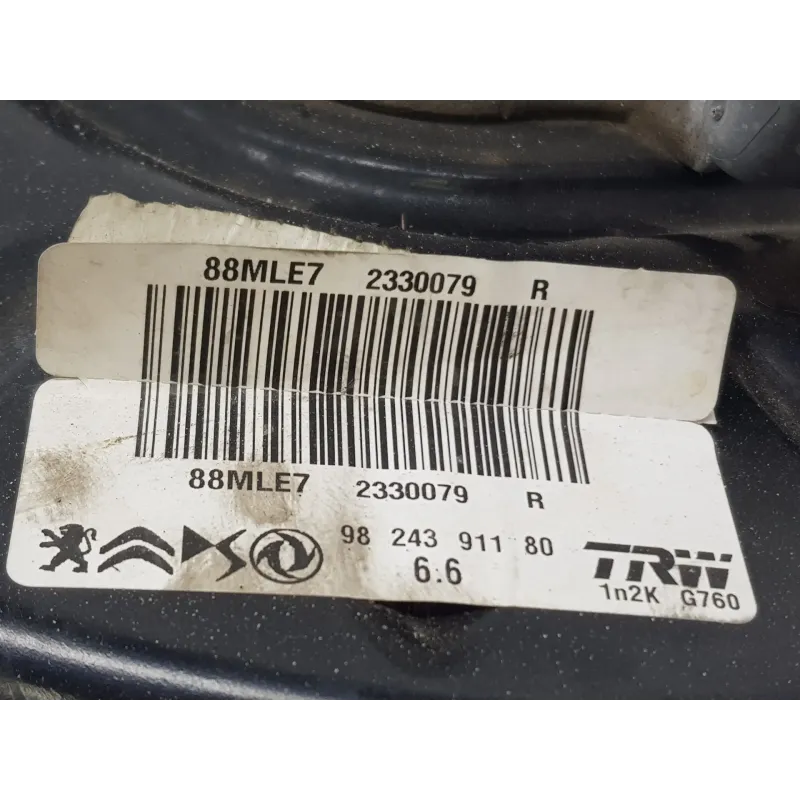 88MLE7 2330079 R
88MLE7 2330079 R
98 243 911 80
6.6
TRW
1n2K G760